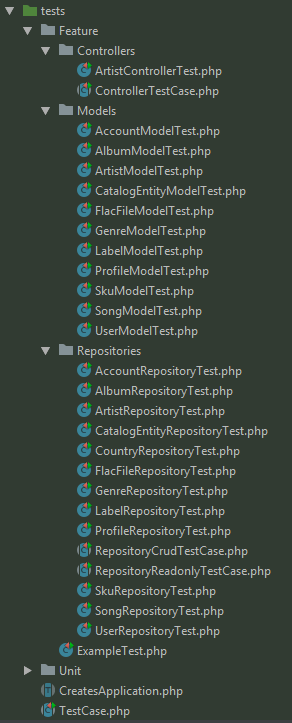 tests
Feature
Controllers
ArtistControllerTest.php
ControllerTestCase.php
Models
AccountModelTest.php
AlbumModelTest.php
ArtistModelTest.php
CatalogEntityModelTest.php
FlacFileModelTest.php
GenreModelTest.php
LabelModelTest.php
ProfileModelTest.php
SkuModelTest.php
SongModelTest.php
UserModelTest.php
Repositories
AccountRepositoryTest.php
AlbumRepositoryTest.php
ArtistRepositoryTest.php
CatalogEntityRepositoryTest.php
CountryRepositoryTest.php
FlacFileRepositoryTest.php
GenreRepositoryTest.php
LabelRepositoryTest.php
ProfileRepositoryTest.php
RepositoryCrudTestCase.php
RepositoryReadonlyTestCase.php
SkuRepositoryTest.php
SongRepositoryTest.php
UserRepositoryTest.php
ExampleTest.php
Unit
CreatesApplication.php
TestCase.php